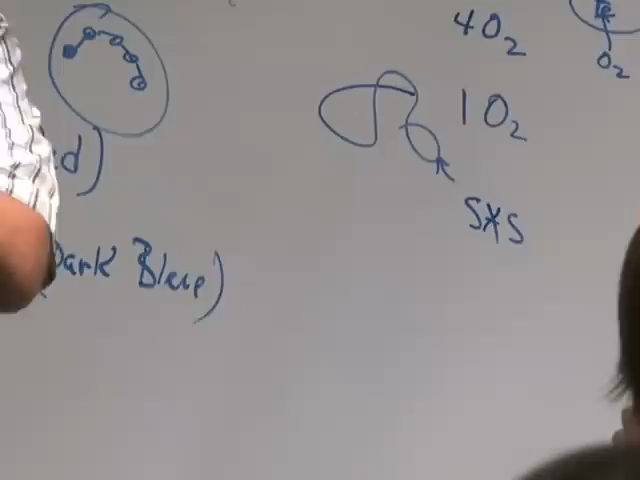 4O₂
O₂
1O₂
d)
S*S
Dark Blue)